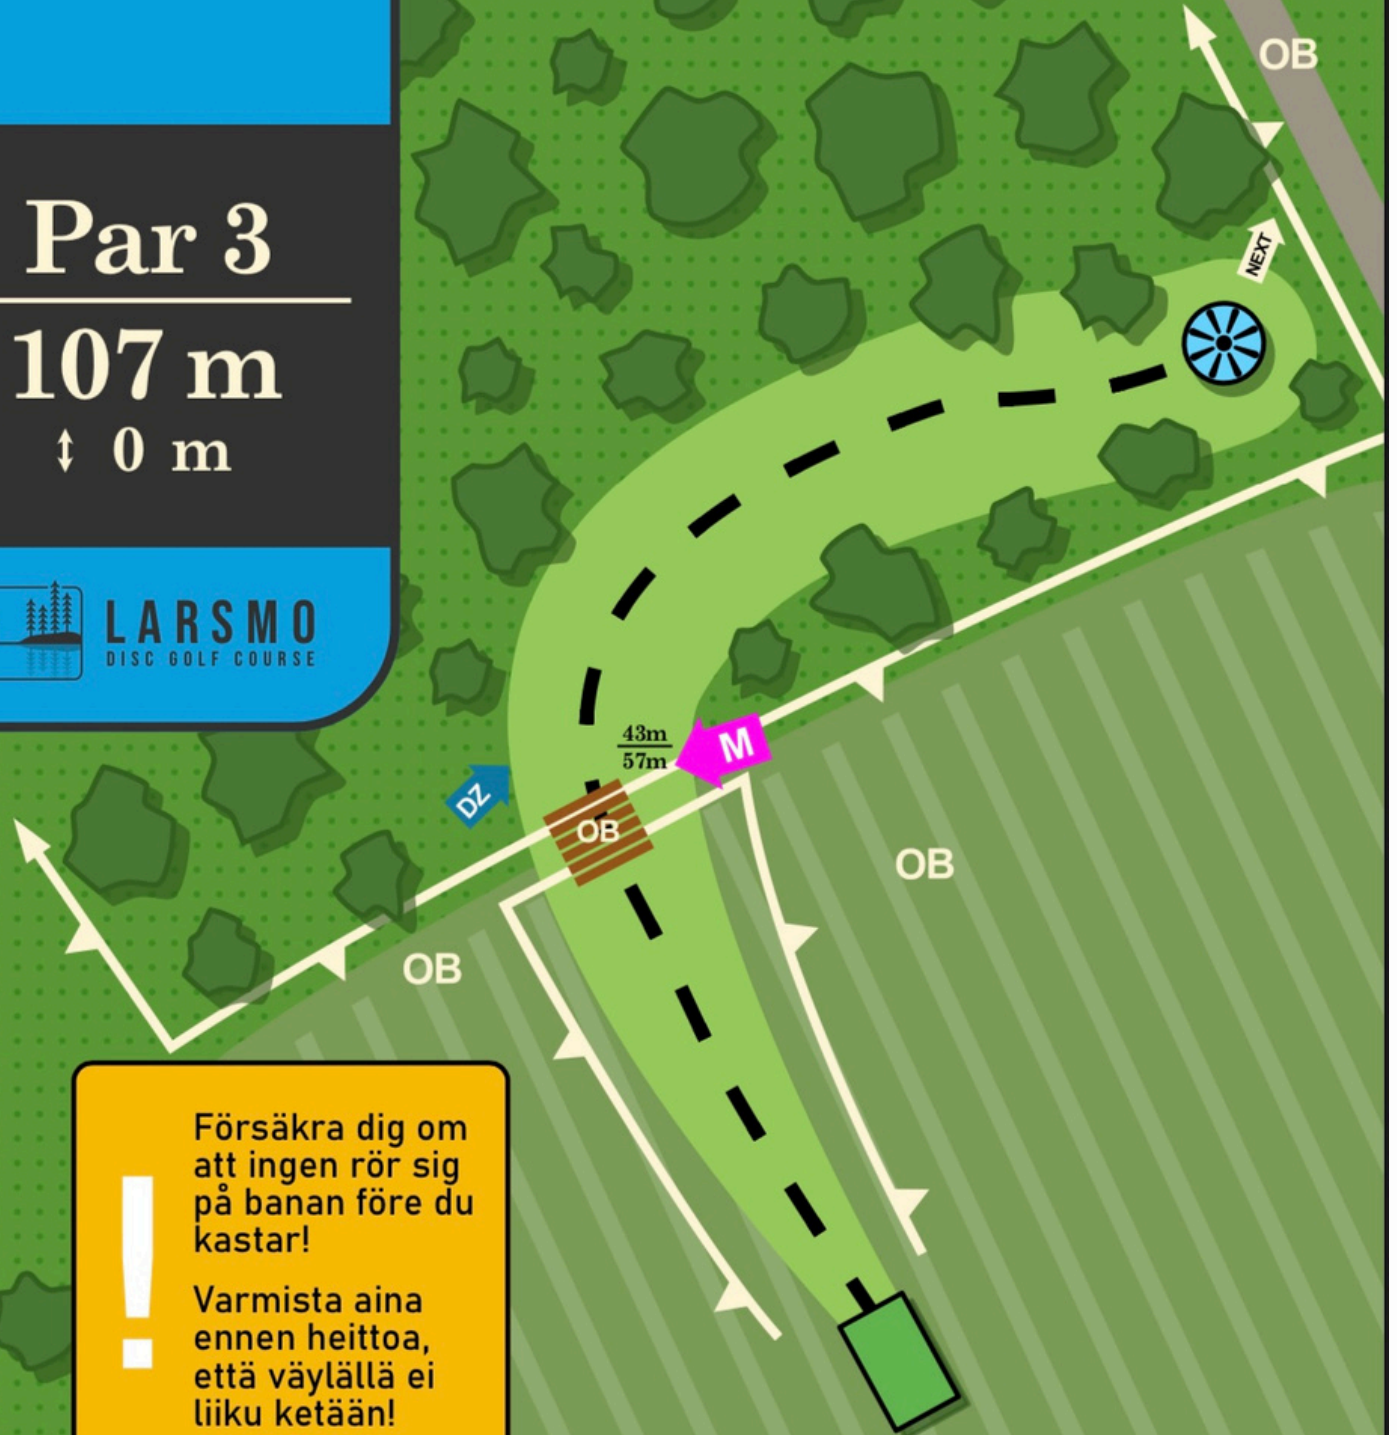 OB
NEXT
Par 3
107 m
0 m
LARSMO
DISC GOLF COURSE
43m
57m
M
DZ
OB
OB
OB
Försäkra dig om
att ingen rör sig
på banan före du
kastar!
Varmista aina
ennen heittoa,
että väylällä ei
liiku ketään!
!